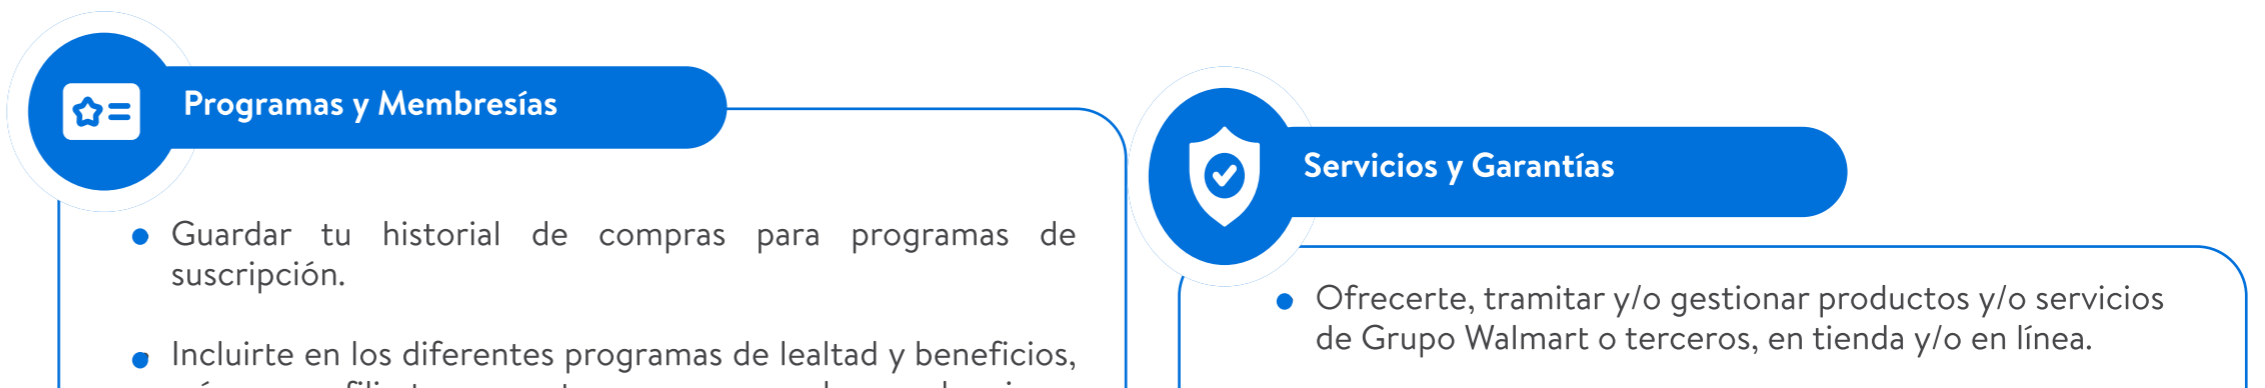 Programas y Membresías
Guardar tu historial de compras para programas de
suscripción.
Incluirte en los diferentes programas de lealtad y beneficios,
Servicios y Garantías
Ofrecerte, tramitar y/o gestionar productos y/o servicios
de Grupo Walmart o terceros, en tienda y/o en línea.